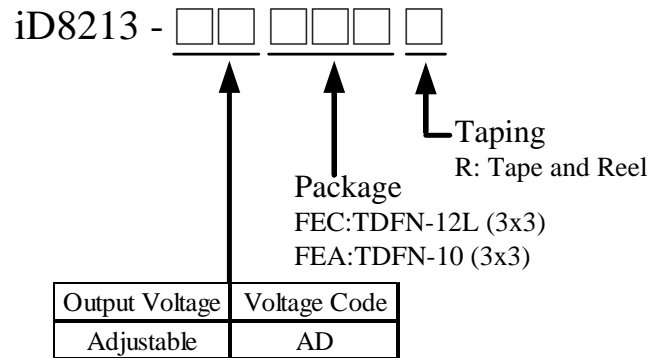 iD8213 - □□ □□□ □
Taping
R: Tape and Reel
Package
FEC:TDFN-12L (3x3)
FEA:TDFN-10 (3x3)
Output Voltage Voltage Code
Adjustable AD